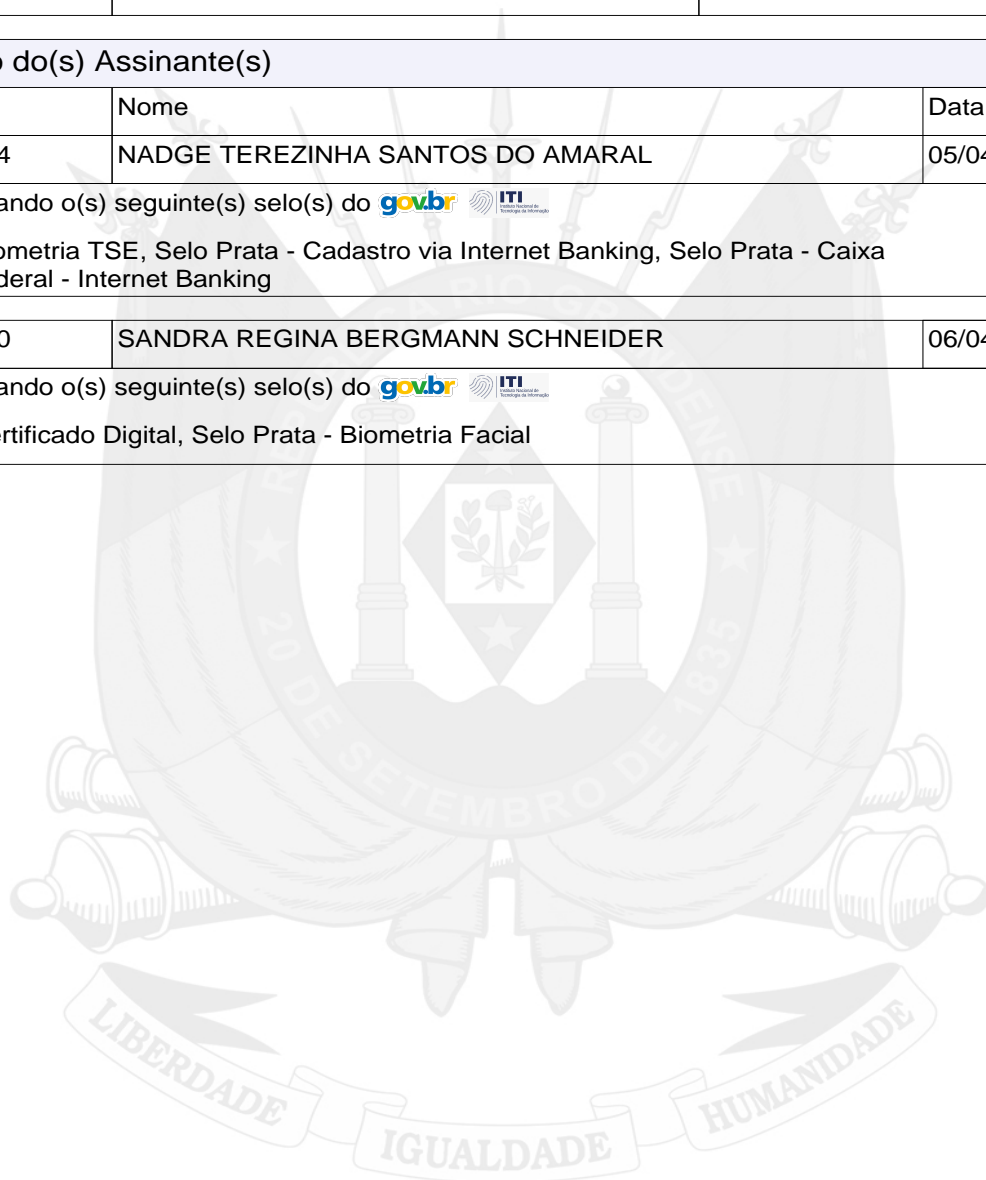 o do(s) Assinante(s)
Nome Data
4 NADGE TEREZINHA SANTOS DO AMARAL 05/04
ando o(s) seguinte(s) selo(s) do gov.br ITI
ometria TSE, Selo Prata - Cadastro via Internet Banking, Selo Prata - Caixa
deral - Internet Banking
0 SANDRA REGINA BERGMANN SCHNEIDER 06/04
ando o(s) seguinte(s) selo(s) do gov.br ITI
ertificado Digital, Selo Prata - Biometria Facial
20 DE SETEMBRO DE 1835
LIBERDADE
IGUALDADE
HUMANIDADE